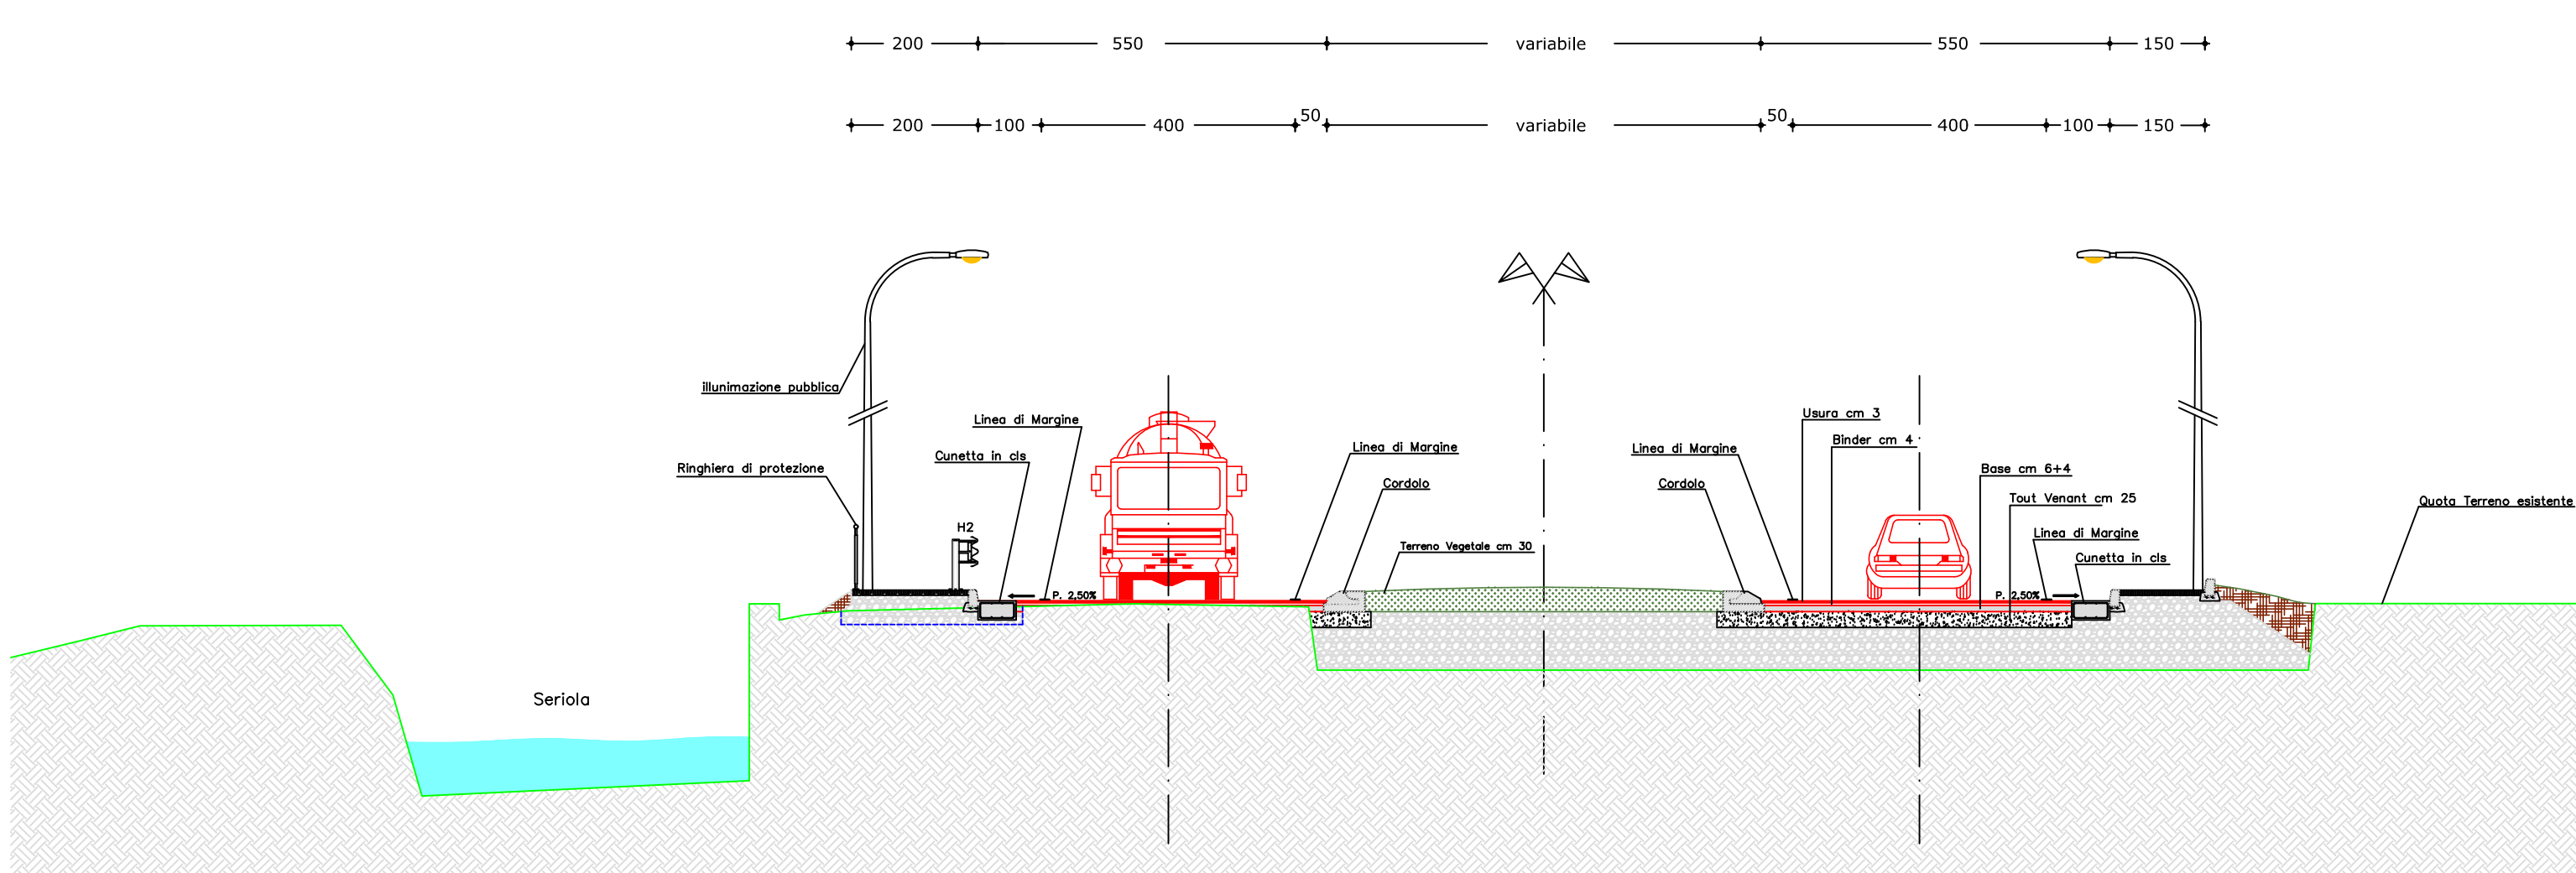 200 550 variabile 550 150
200 100 400 50 variabile 50 400 100 150
illunimazione pubblica
Linea di Margine
Usura cm 3
Binder cm 4
Linea di Margine
Linea di Margine
Cunetta in cls
Ringhiera di protezione
Base cm 6+4
Cordolo
Cordolo
Tout Venant cm 25
Quota Terreno esistente
H2
Linea di Margine
Terreno Vegetale cm 30
Cunetta in cls
P. 2,50%
P. 2,50%
Seriola